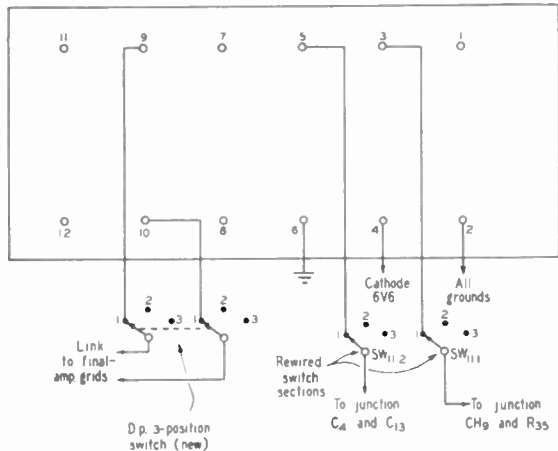 11 9 7 5 3 1
12 10 8 6 4 2
Cathode
6V6
All
grounds
1 2 3
1 2 3
1 2 3
1 2 3
Link
to final-
amp. grids
D.p. 3-position
switch (new)
Rewired
switch
sections
SW11.2
SW11.1
To junction
C4 and C13
To junction
CH9 and R35